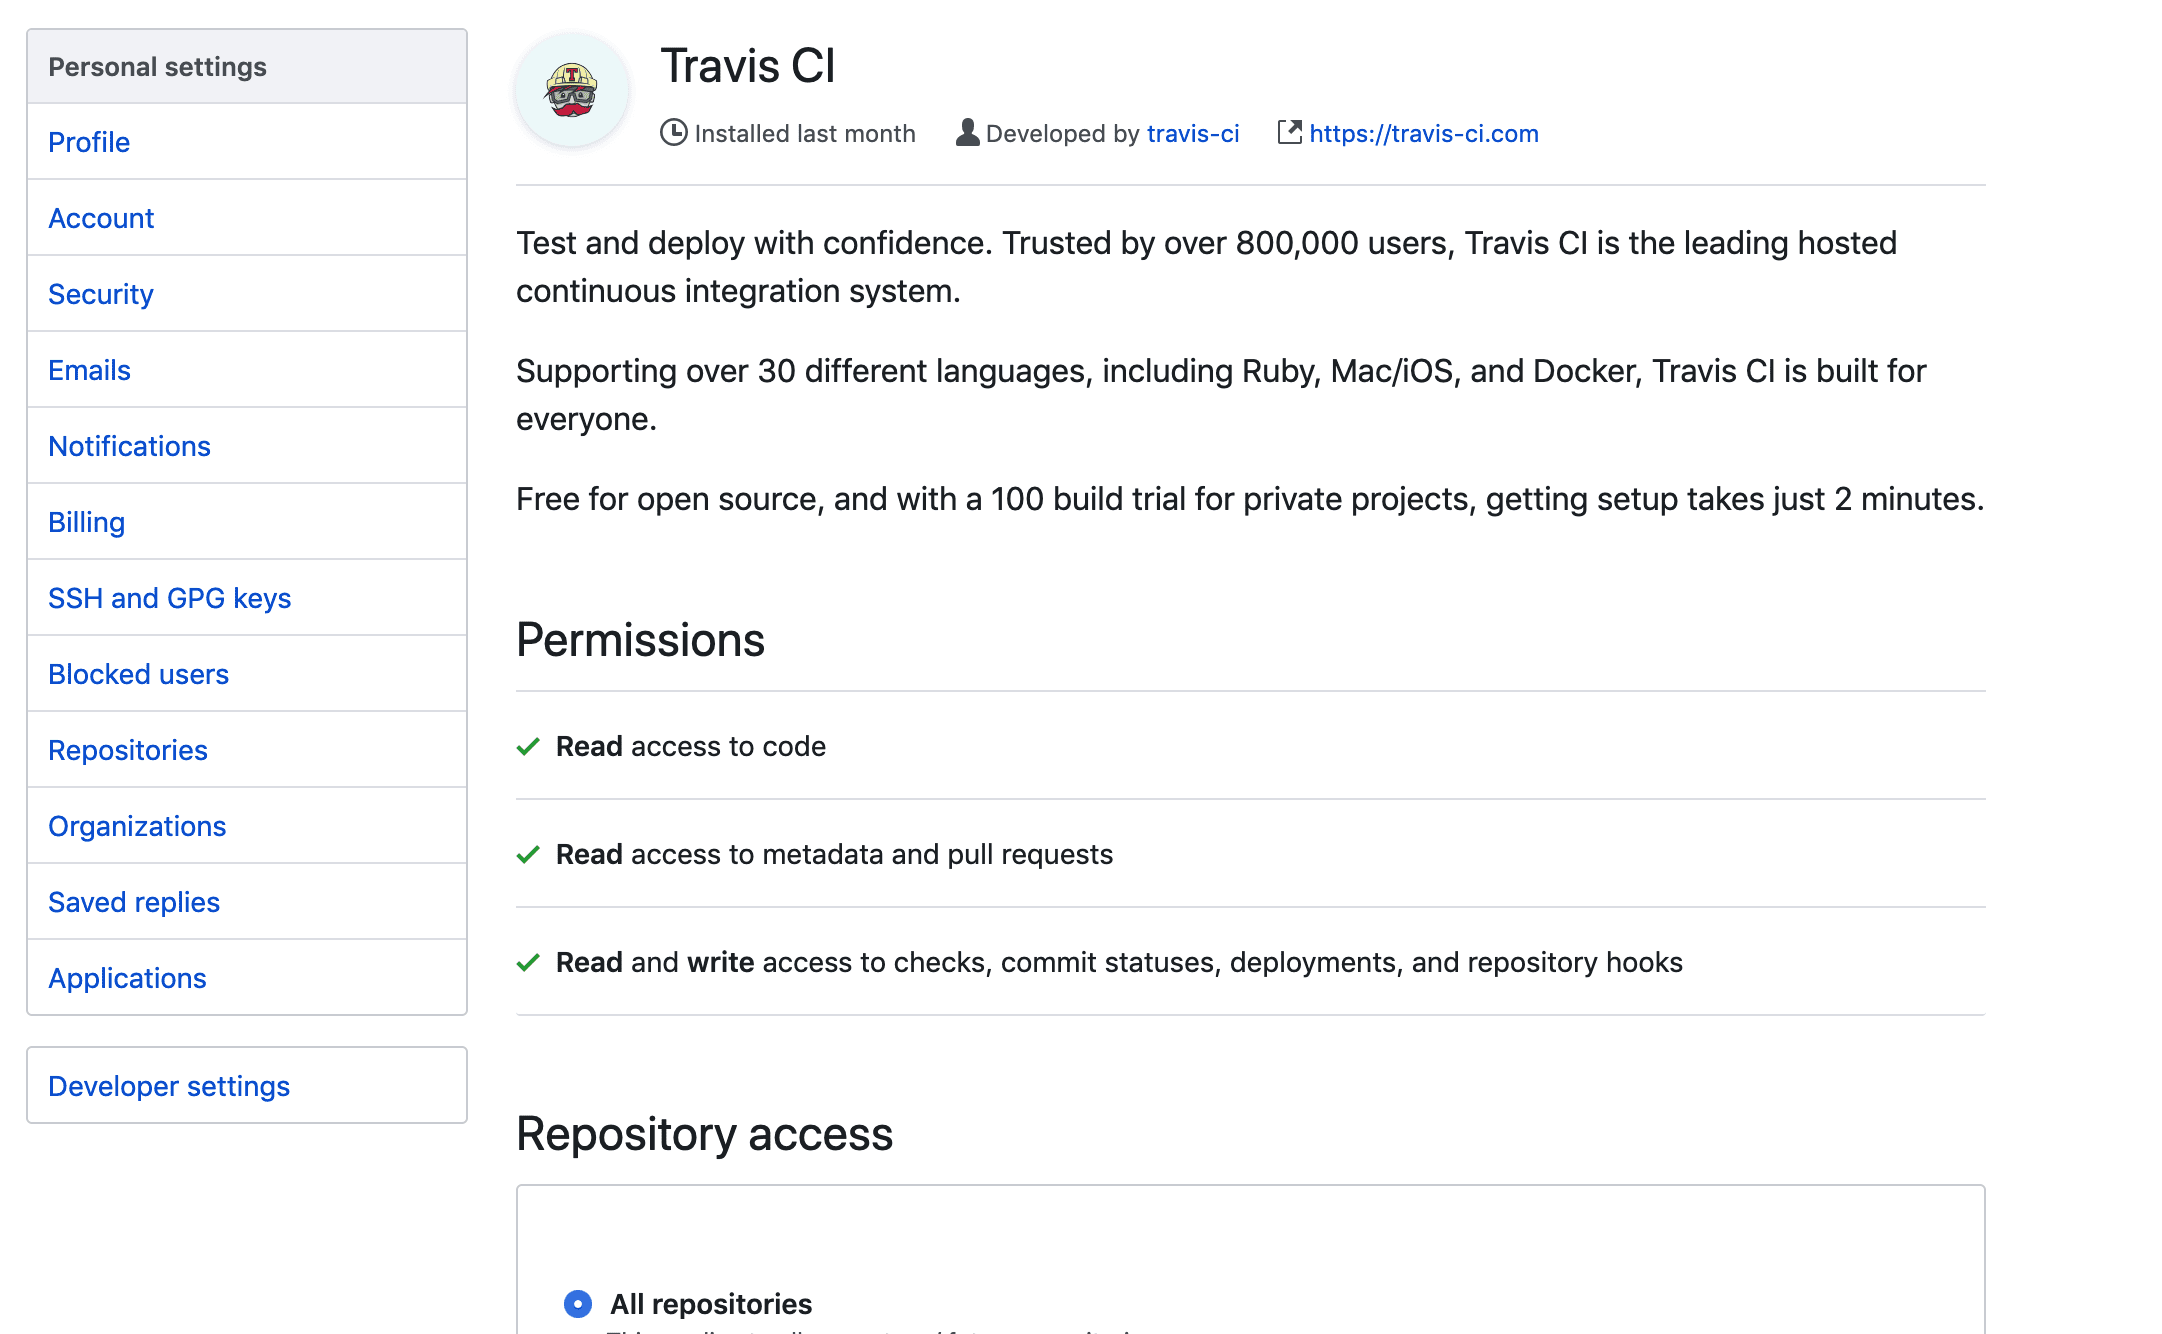 Personal settings
Profile
Account
Security
Emails
Notifications
Billing
SSH and GPG keys
Blocked users
Repositories
Organizations
Saved replies
Applications
Developer settings
T
Travis CI
Installed last month Developed by travis-ci https://travis-ci.com
Test and deploy with confidence. Trusted by over 800,000 users, Travis CI is the leading hosted
continuous integration system.
Supporting over 30 different languages, including Ruby, Mac/iOS, and Docker, Travis CI is built for
everyone.
Free for open source, and with a 100 build trial for private projects, getting setup takes just 2 minutes.
Permissions
Read access to code
Read access to metadata and pull requests
Read and write access to checks, commit statuses, deployments, and repository hooks
Repository access
All repositories